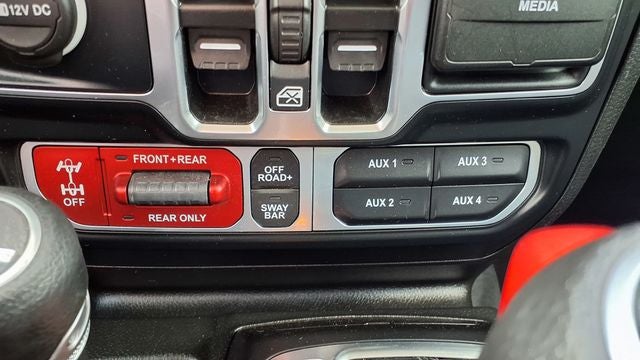 12V DC
MEDIA
FRONT+REAR
OFF
REAR ONLY
OFF
ROAD+
SWAY
BAR
AUX 1
AUX 3
AUX 2
AUX 4